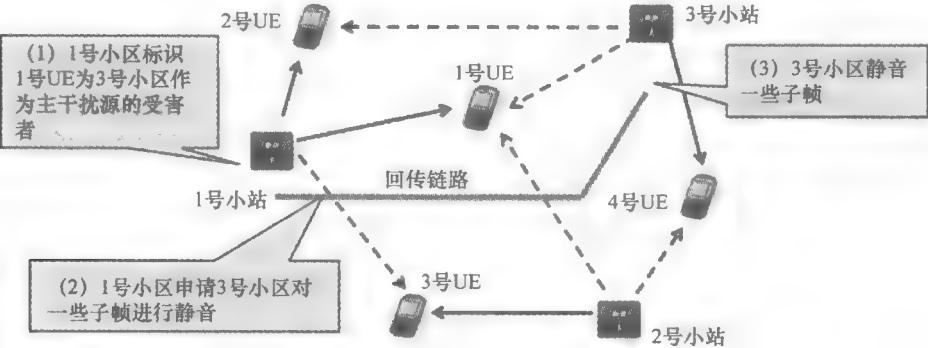 2号UE
3号小站
（1）1号小区标识
1号UE为3号小区作
为主干扰源的受害
者
1号UE
（3）3号小区静音
一些子帧
回传链路
1号小站
4号UE
（2）1号小区申请3号小区对
一些子帧进行静音
3号UE
2号小站